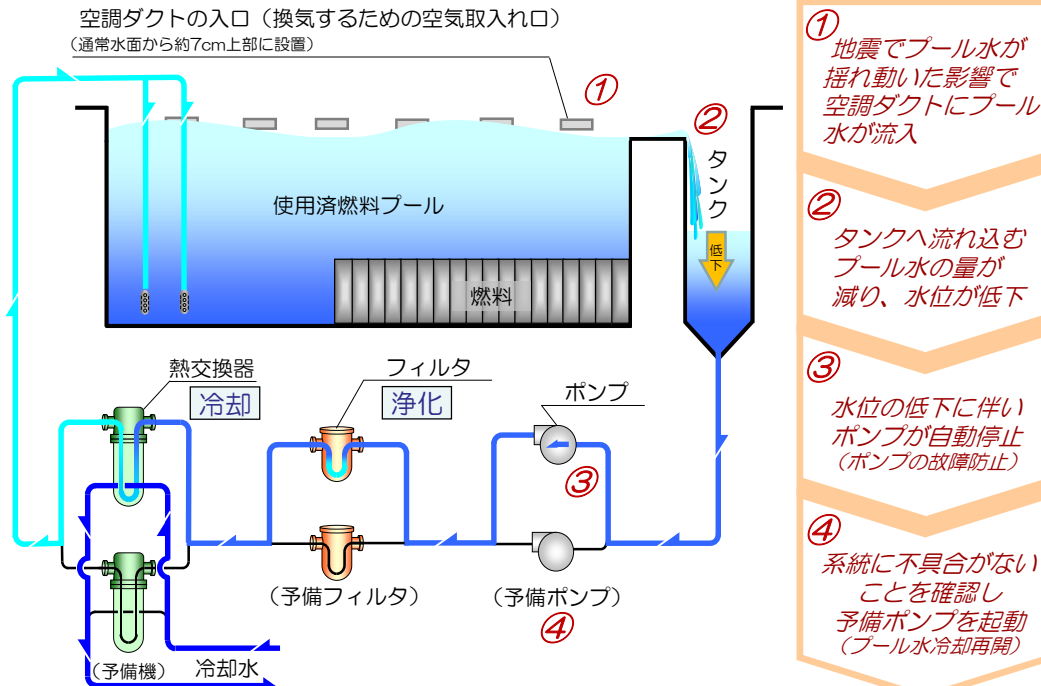 空調ダクトの入口（換気するための空気取入れ口）
（通常水面から約7cm上部に設置）
①
②
タンク
使用済燃料プール
低下
燃料
熱交換器
冷却
フィルタ
浄化
ポンプ
③
（予備フィルタ）
（予備ポンプ）
④
（予備機）
冷却水
①
地震でプール水が
揺れ動いた影響で
空調ダクトにプール
水が流入
②
タンクへ流れ込む
プール水の量が
減り、水位が低下
③
水位の低下に伴い
ポンプが自動停止
（ポンプの故障防止）
④
系統に不具合がない
ことを確認し
予備ポンプを起動
（プール水冷却再開）